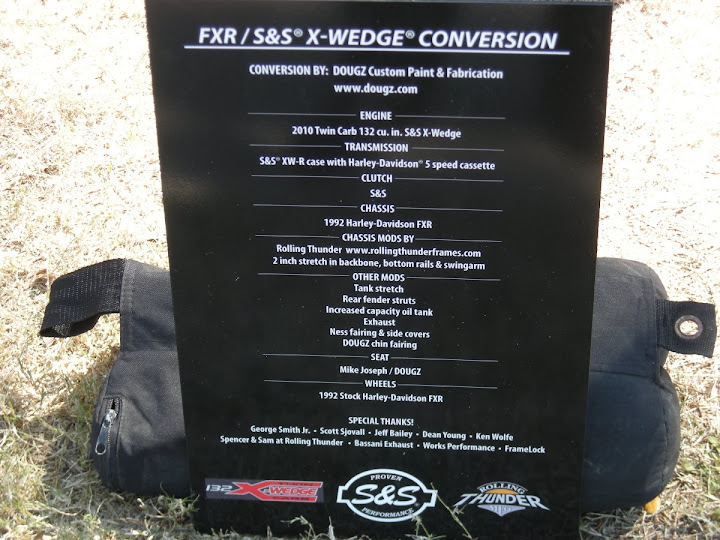 FXR / S&S® X-WEDGE® CONVERSION
CONVERSION BY: DOUGZ Custom Paint & Fabrication
www.dougz.com
ENGINE
2010 Twin Carb 132 cu. in. S&S X-Wedge
TRANSMISSION
S&S® XW-R case with Harley-Davidson® 5 speed cassette
CLUTCH
S&S
CHASSIS
1992 Harley-Davidson FXR
CHASSIS MODS BY
Rolling Thunder www.rollingthunderframes.com
2 inch stretch in backbone, bottom rails & swingarm
OTHER MODS
Tank stretch
Rear fender struts
Increased capacity oil tank
Exhaust
Ness fairing & side covers
DOUGZ chin fairing
SEAT
Mike Joseph / DOUGZ
WHEELS
1992 Stock Harley-Davidson FXR
SPECIAL THANKS!
George Smith Jr. • Scott Sjovall • Jeff Bailey • Dean Young • Ken Wolfe
Spencer & Sam at Rolling Thunder • Bassani Exhaust • Works Performance • FrameLock
132 X-WEDGE
PROVEN
S&S
PERFORMANCE
ROLLING
THUNDER